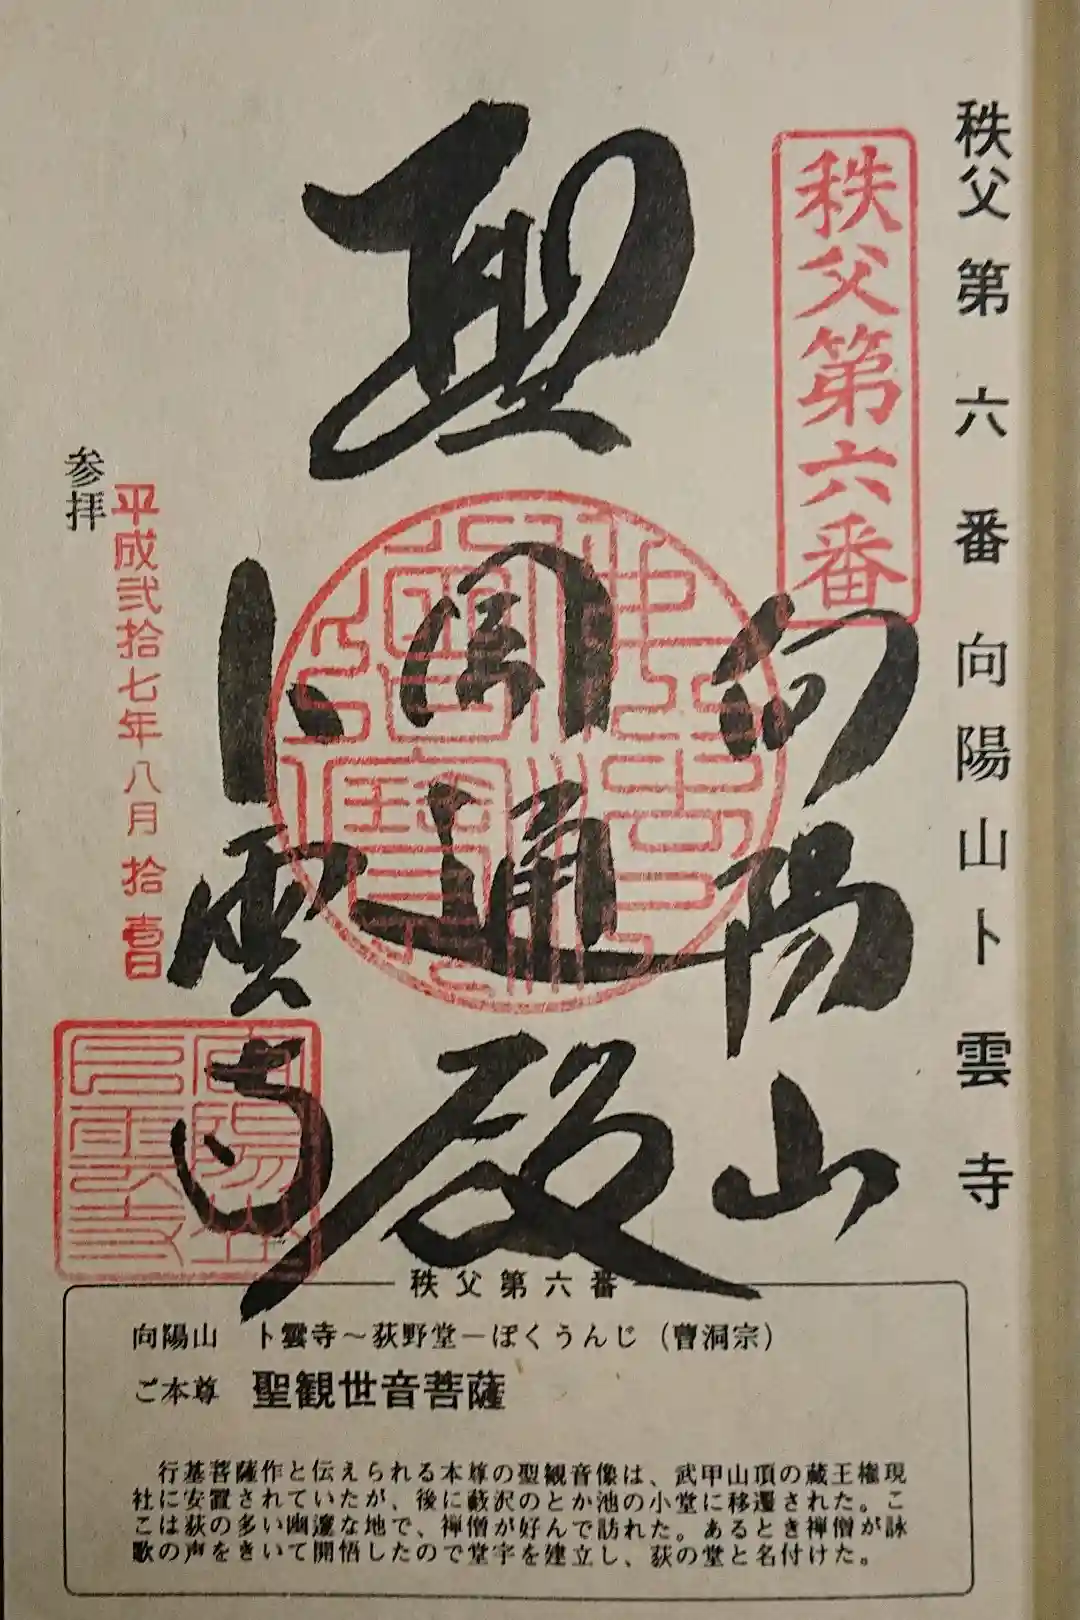 秩父第六番向陽山卜雲寺
秩父第六番
向陽山
聖
圓通殿
卜雲寺
平成弐拾七年八月拾壱日
参拝
秩父第六番
向陽山　卜雲寺～荻野堂－ぼくうんじ（曹洞宗）
ご本尊　聖観世音菩薩
行基菩薩作と伝えられる本尊の聖観音像は、武甲山頂の蔵王権現
社に安置されていたが、後に薮沢のとか池の小堂に移遷された。こ
こは荻の多い幽邃な地で、禅僧が好んで訪れた。あるとき禅僧が詠
歌の声をきいて開悟したので堂宇を建立し、荻の堂と名付けた。